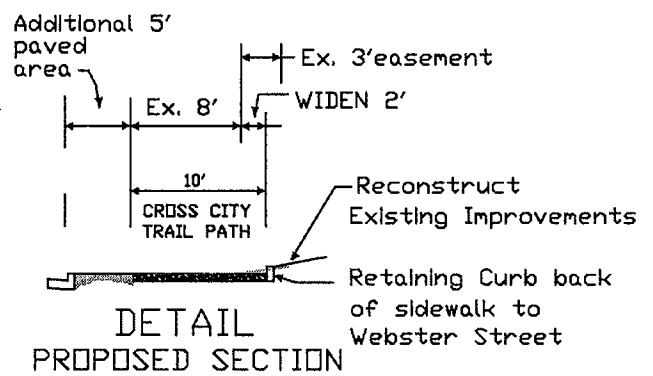 Additional 5'
paved
area
Ex. 3'easement
Ex. 8'
WIDEN 2'
10'
CROSS CITY
TRAIL PATH
Reconstruct
Existing Improvements
Retaining Curb back
of sidewalk to
Webster Street
DETAIL
PROPOSED SECTION